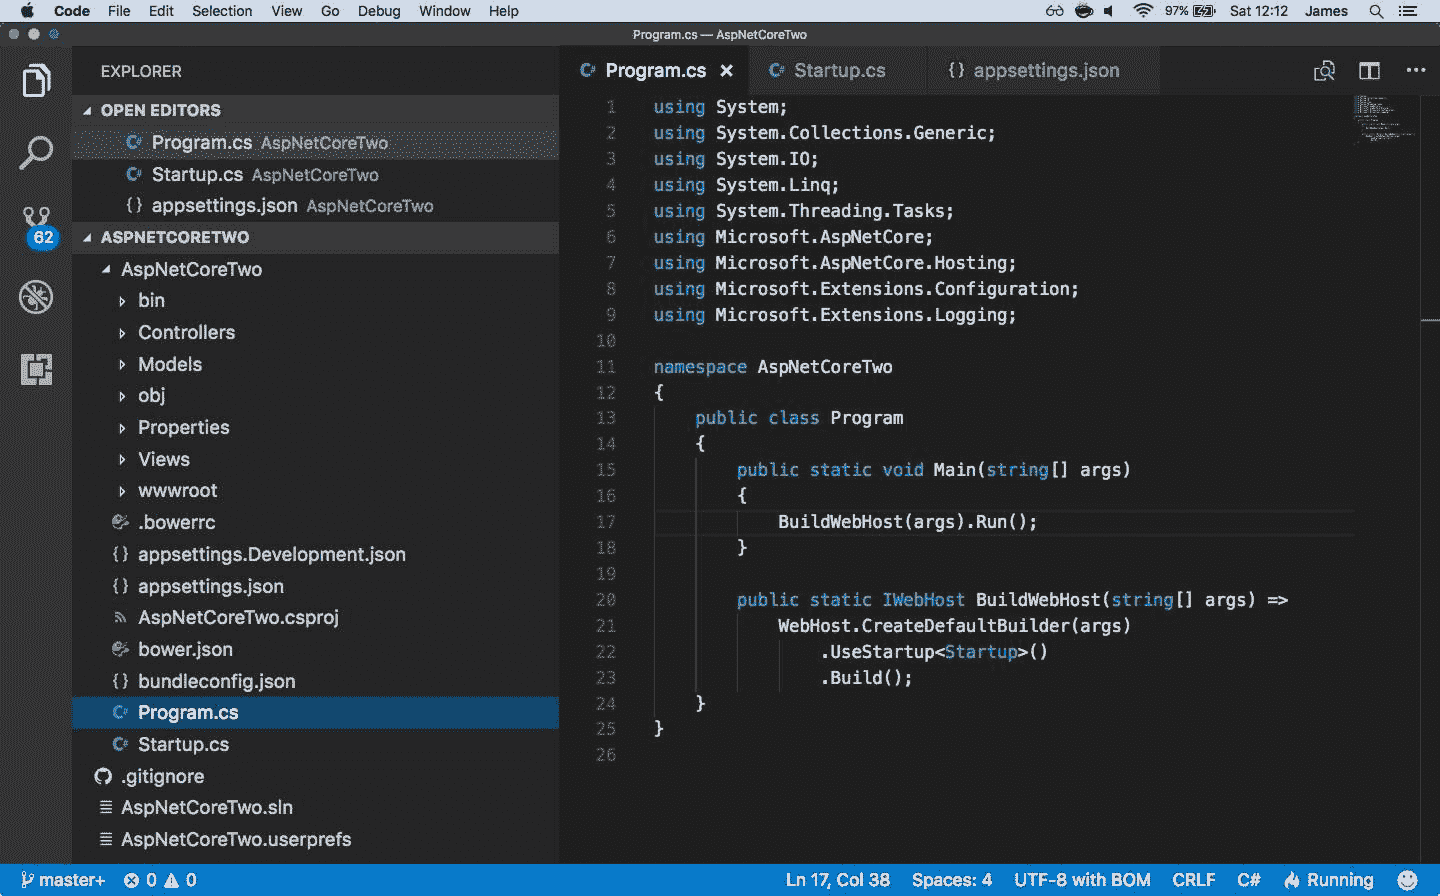 Code File Edit Selection View Go Debug Window Help 97% Sat 12:12 James
Program.cs — AspNetCoreTwo
EXPLORER
OPEN EDITORS
Program.cs AspNetCoreTwo
Startup.cs AspNetCoreTwo
{} appsettings.json AspNetCoreTwo
62
ASPNETCORETWO
AspNetCoreTwo
bin
Controllers
Models
obj
Properties
Views
wwwroot
.bowerrc
{} appsettings.Development.json
{} appsettings.json
AspNetCoreTwo.csproj
bower.json
{} bundleconfig.json
C# Program.cs
C# Startup.cs
.gitignore
AspNetCoreTwo.sln
AspNetCoreTwo.userprefs
C# Program.cs × C# Startup.cs {} appsettings.json
1 using System;
2 using System.Collections.Generic;
3 using System.IO;
4 using System.Linq;
5 using System.Threading.Tasks;
6 using Microsoft.AspNetCore;
7 using Microsoft.AspNetCore.Hosting;
8 using Microsoft.Extensions.Configuration;
9 using Microsoft.Extensions.Logging;
10
11 namespace AspNetCoreTwo
12 {
13 public class Program
14 {
15 public static void Main(string[] args)
16 {
17 BuildWebHost(args).Run();
18 }
19
20 public static IWebHost BuildWebHost(string[] args) =>
21 WebHost.CreateDefaultBuilder(args)
22 .UseStartup<Startup>()
23 .Build();
24 }
25 }
26
master+ 0 0 Ln 17, Col 38 Spaces: 4 UTF-8 with BOM CRLF C# Running